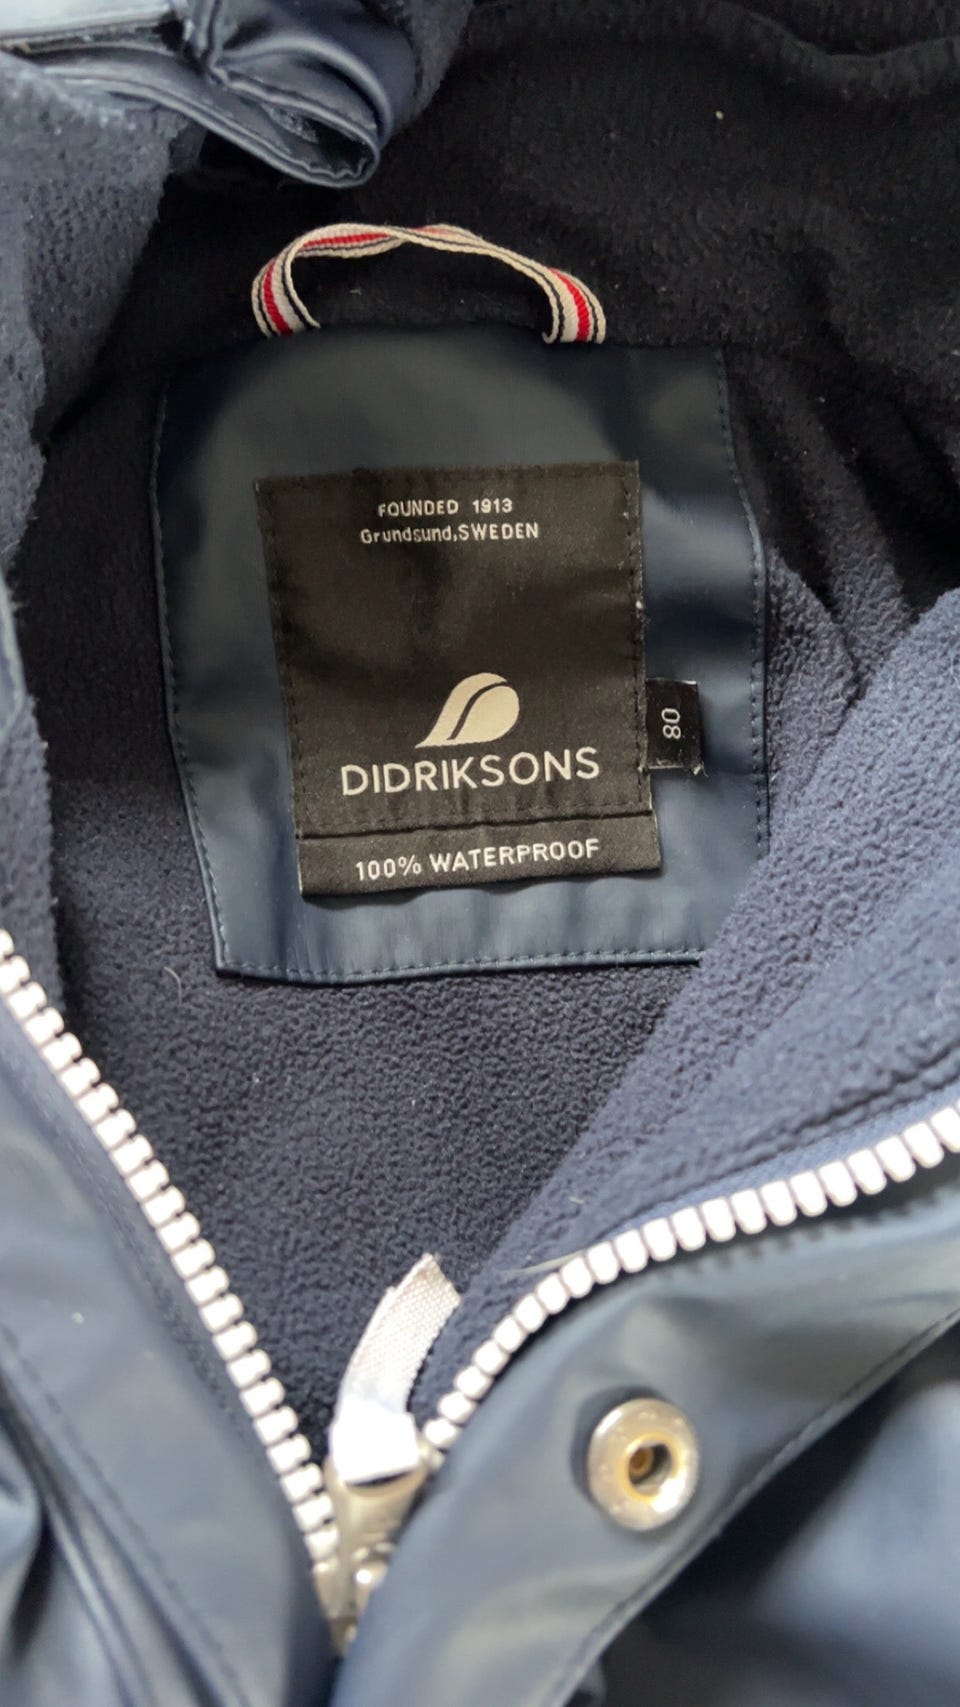 FOUNDED 1913
Grundsund,SWEDEN
DIDRIKSONS
80
100% WATERPROOF